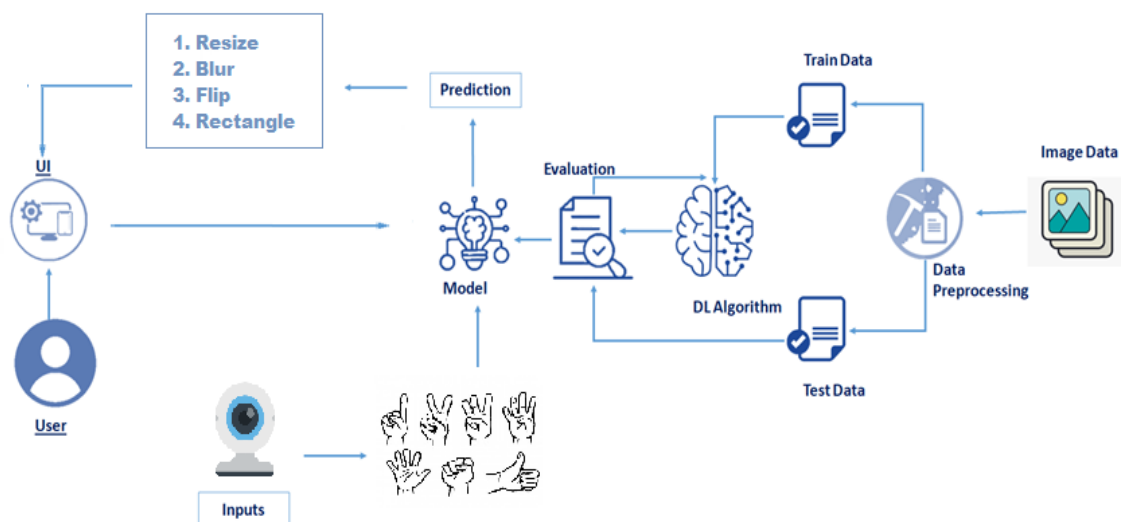 1. Resize
2. Blur
3. Flip
4. Rectangle
Prediction
Train Data
Image Data
UI
Evaluation
Model
DL Algorithm
Data
Preprocessing
User
Test Data
Inputs